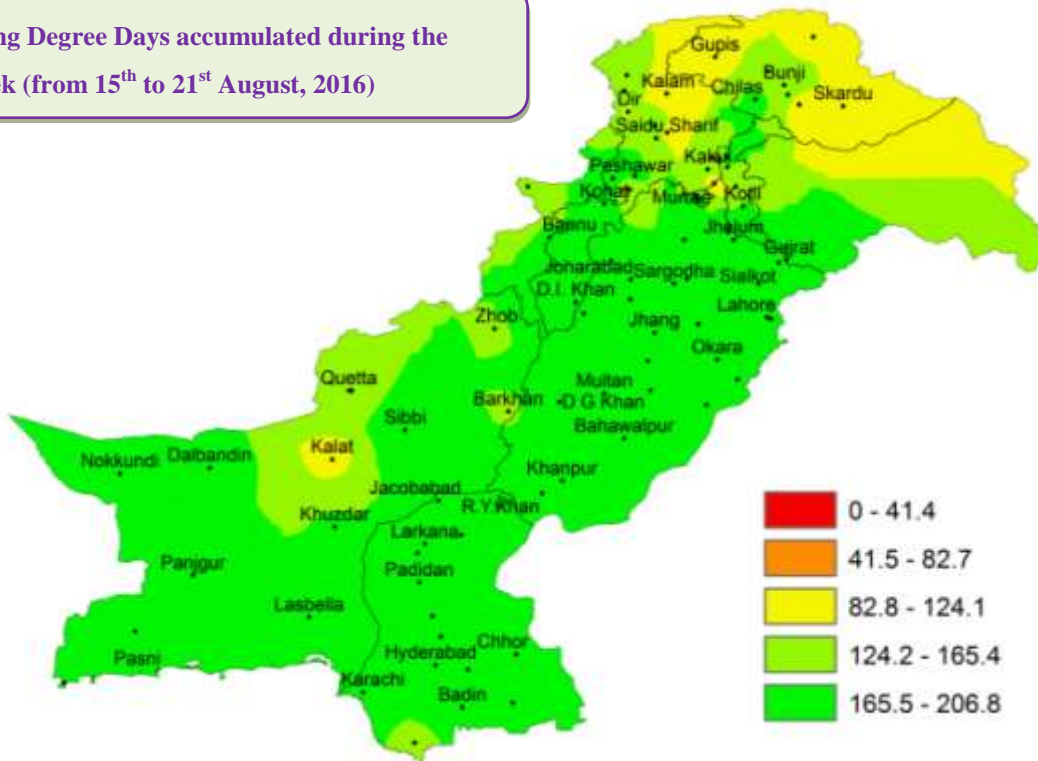 ng Degree Days accumulated during the
ek (from 15th to 21st August, 2016)
Gupis
Bunji
Kalam
Chilas
Skardu
Dir
Saidu Sharif
Peshawar
Kohat
Murree
Kotli
Bannu
Jhelum
Gujrat
Joharabad
Sargodha
Sialkot
D.I. Khan
Lahore
Zhob
Jhang
Okara
Quetta
Multan
Barkhan
D.G.Khan
Sibbi
Bahawalpur
Kalat
Nokkundi
Dalbandin
Khanpur
Jacobabad
R.Y.Khan
Khuzdar
Larkana
Panjgur
Padidan
Lasbella
Chhor
Pasni
Hyderabad
Karachi
Badin
0 - 41.4
41.5 - 82.7
82.8 - 124.1
124.2 - 165.4
165.5 - 206.8